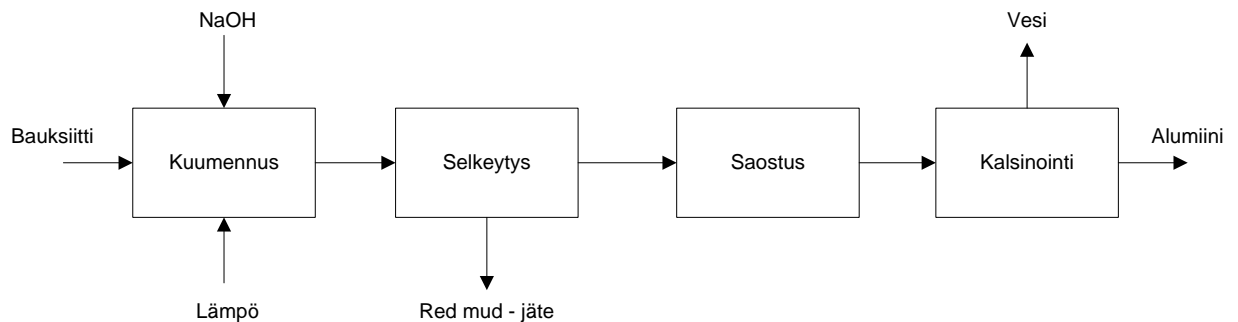 NaOH
Vesi
Bauksiitti
Alumiini
Kuumennus
Selkeytys
Saostus
Kalsinointi
Lämpö
Red mud - jäte